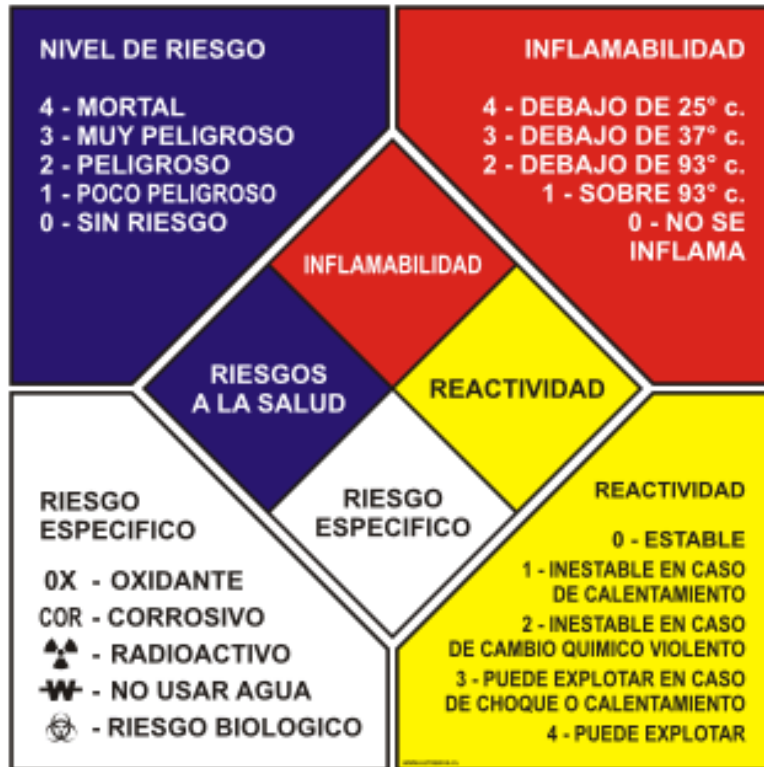 NIVEL DE RIESGO
4 - MORTAL
3 - MUY PELIGROSO
2 - PELIGROSO
1 - POCO PELIGROSO
0 - SIN RIESGO
INFLAMABILIDAD
4 - DEBAJO DE 25° c.
3 - DEBAJO DE 37° c.
2 - DEBAJO DE 93° c.
1 - SOBRE 93° c.
0 - NO SE
INFLAMA
INFLAMABILIDAD
RIESGOS
A LA SALUD
REACTIVIDAD
RIESGO
ESPECIFICO
RIESGO
ESPECIFICO
0X - OXIDANTE
COR - CORROSIVO
- RADIOACTIVO
W - NO USAR AGUA
- RIESGO BIOLOGICO
REACTIVIDAD
0 - ESTABLE
1 - INESTABLE EN CASO
DE CALENTAMIENTO
2 - INESTABLE EN CASO
DE CAMBIO QUIMICO VIOLENTO
3 - PUEDE EXPLOTAR EN CASO
DE CHOQUE O CALENTAMIENTO
4 - PUEDE EXPLOTAR